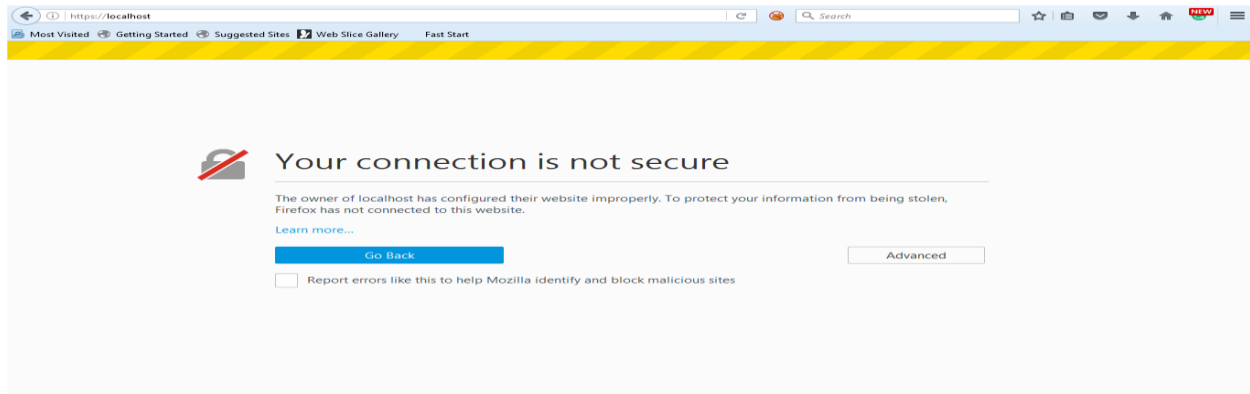 https://localhost
Search
NEW
Most Visited Getting Started Suggested Sites Web Slice Gallery Fast Start
Your connection is not secure
The owner of localhost has configured their website improperly. To protect your information from being stolen,
Firefox has not connected to this website.
Learn more...
Go Back
Advanced
Report errors like this to help Mozilla identify and block malicious sites